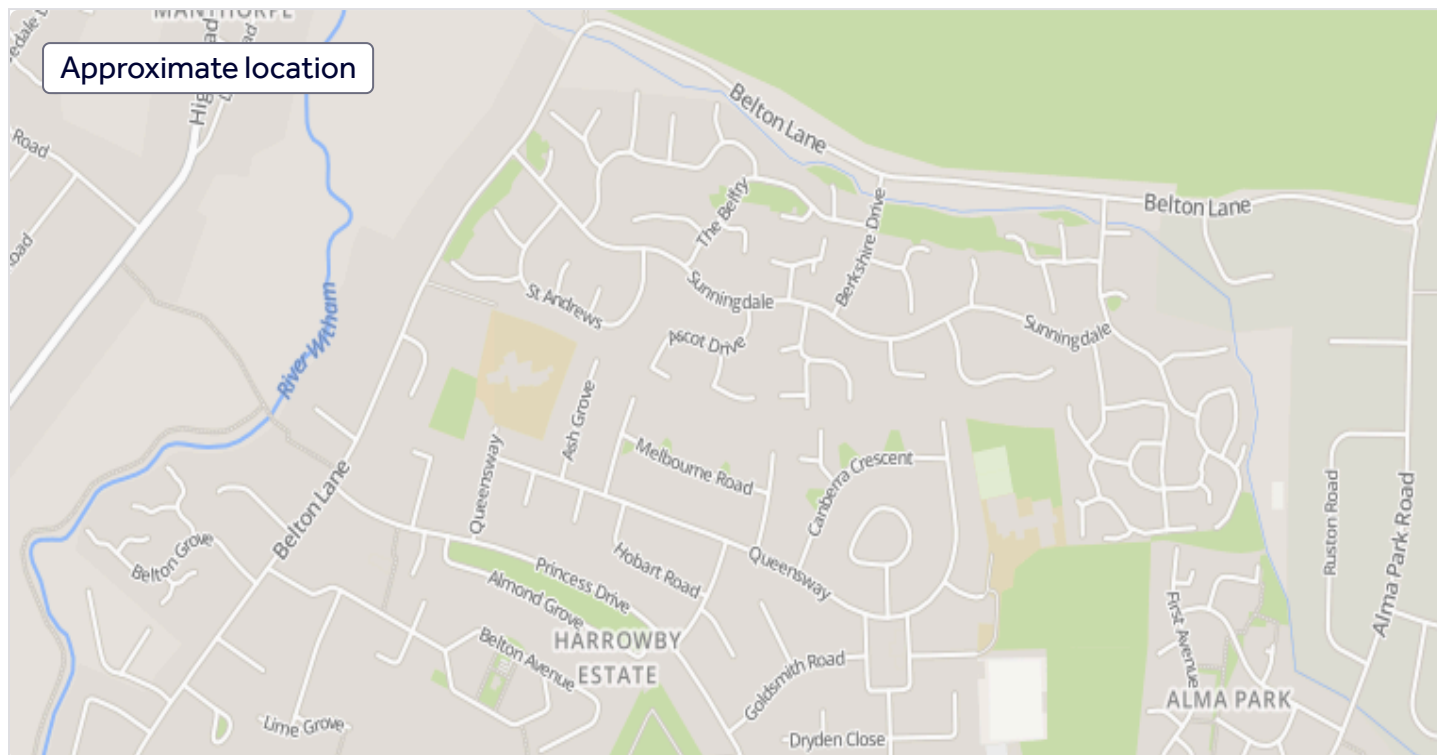 MANTHORPE
Approximate location
Road
Belton Lane
Belton Lane
The Belfry
Berkshire Drive
River Witham
St Andrews
Sunningdale
Sunningdale
Ascot Drive
Ash Grove
Queensway
Melbourne Road
Canberra Crescent
Belton Lane
Ruston Road
Alma Park Road
Belton Grove
Hobart Road
Queensway
Princess Drive
Almond Grove
First Avenue
HARROWBY
ESTATE
Belton Avenue
Goldsmith Road
ALMA PARK
Lime Grove
Dryden Close